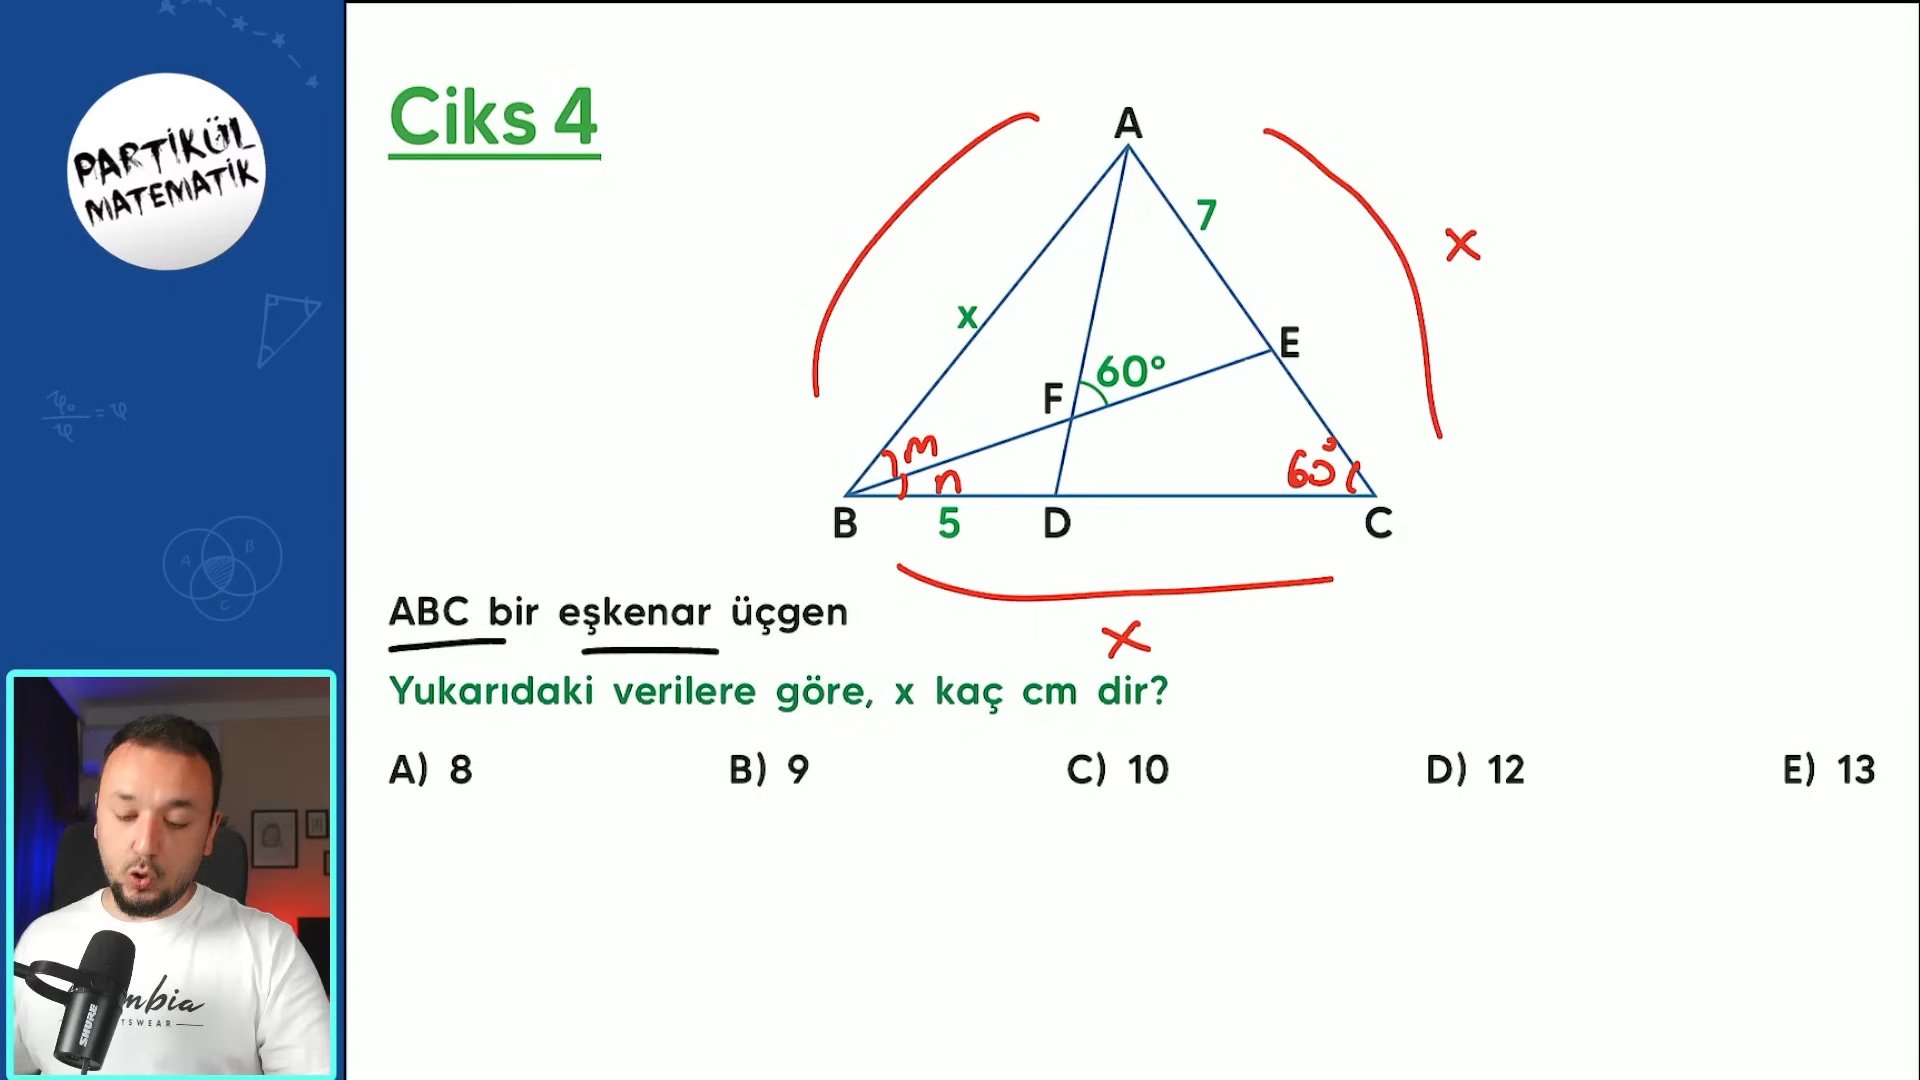 PARTİKÜL
MATEMATİK
Ciks 4
A
7
x
x
E
60°
F
m
n
60°
B
5
D
C
x
ABC bir eşkenar üçgen
Yukarıdaki verilere göre, x kaç cm dir?
A) 8
B) 9
C) 10
D) 12
E) 13
A
B
C
SHURE